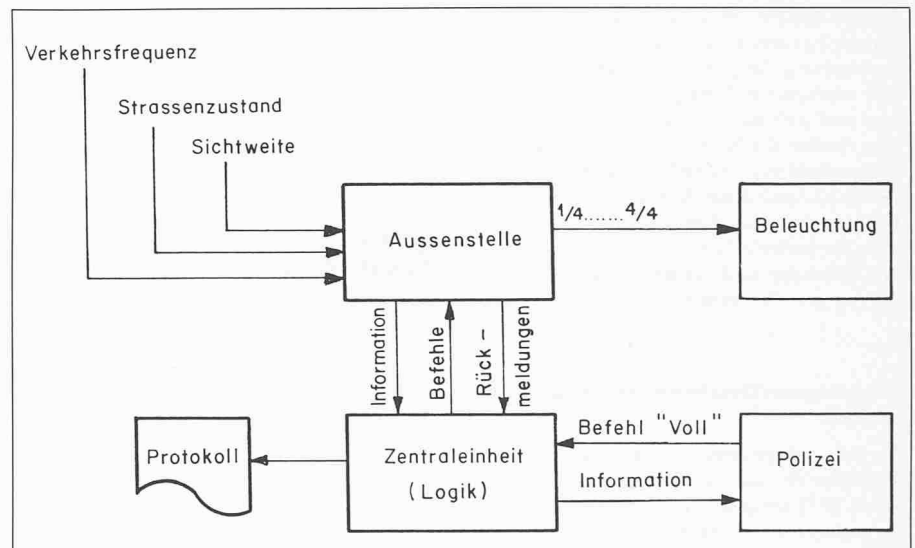 Verkehrsfrequenz
Strassenzustand
Sichtweite
Aussenstelle
1/4.......4/4
Beleuchtung
Information
Befehle
Rück-
meldungen
Protokoll
Zentraleinheit
(Logik)
Befehl "Voll"
Information
Polizei